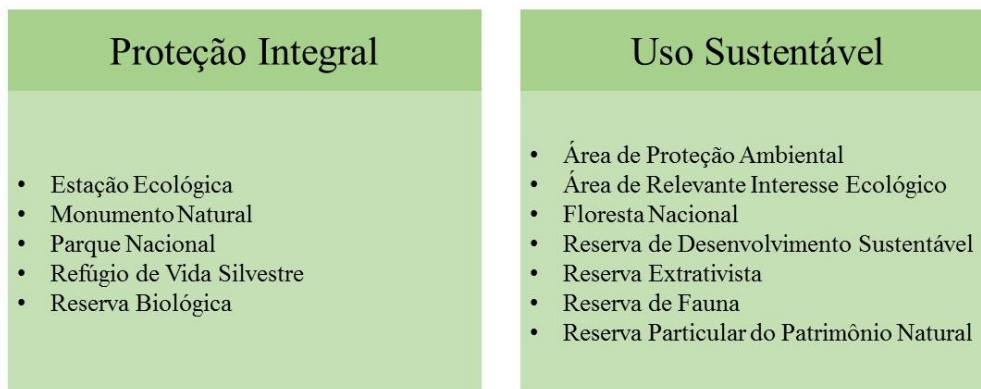 Proteção Integral
• Estação Ecológica
• Monumento Natural
• Parque Nacional
• Refúgio de Vida Silvestre
• Reserva Biológica
Uso Sustentável
• Área de Proteção Ambiental
• Área de Relevante Interesse Ecológico
• Floresta Nacional
• Reserva de Desenvolvimento Sustentável
• Reserva Extrativista
• Reserva de Fauna
• Reserva Particular do Patrimônio Natural